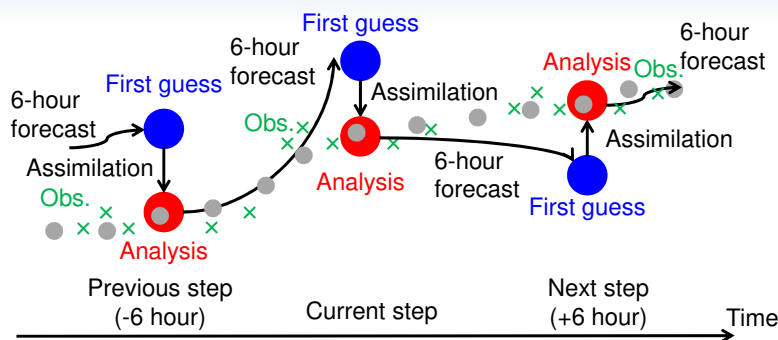 6-hour
forecast
First guess
Assimilation
Obs.
Analysis
Previous step
(-6 hour)
6-hour
forecast
First guess
Assimilation
Obs.
Analysis
Current step
6-hour
forecast
Analysis
Obs.
Assimilation
First guess
Next step
(+6 hour)
6-hour
forecast
Time